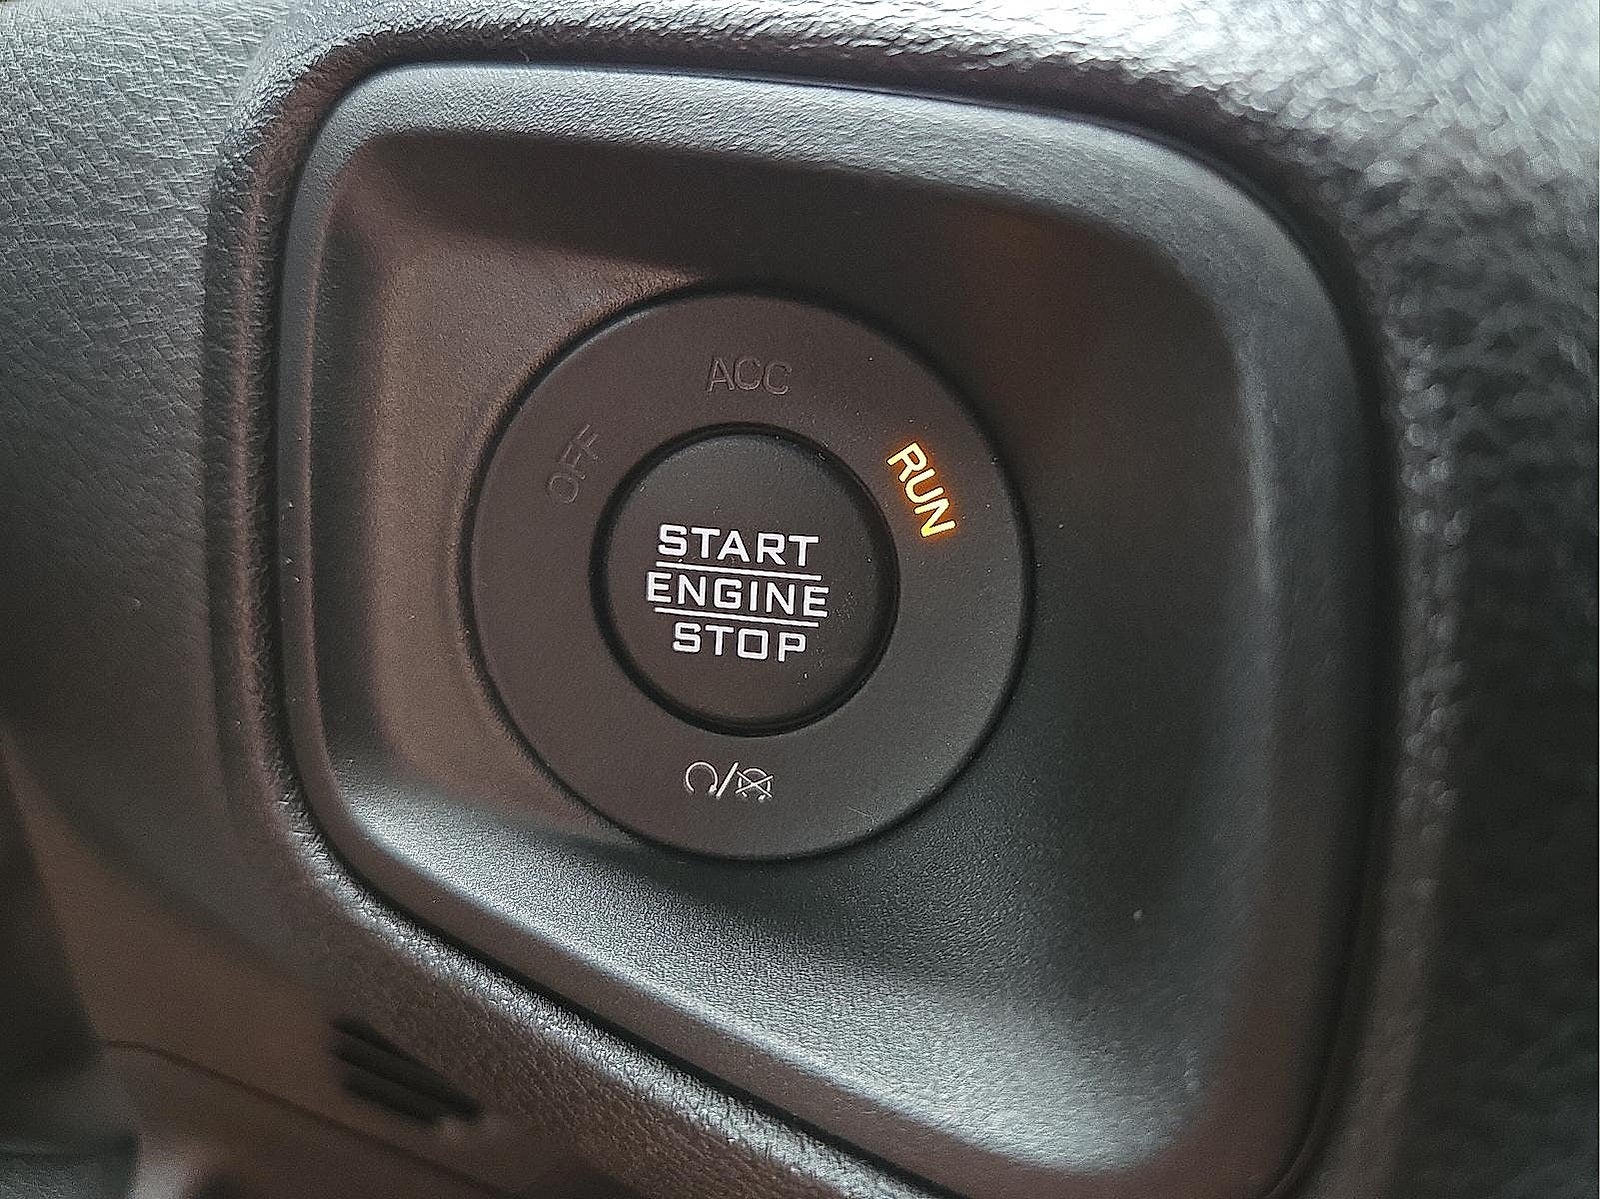 ACC
OFF
RUN
START
ENGINE
STOP